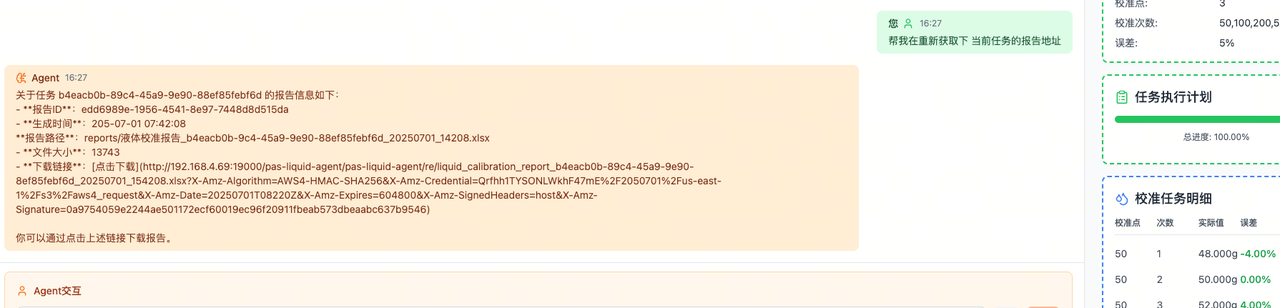 您 16:27
帮我在重新获取下 当前任务的报告地址
Agent 16:27
关于任务 b4eacb0b-89c4-45a9-9e90-88ef85febf6d 的报告信息如下：
- **报告ID**： edd6989e-1956-4541-8e97-7448d8d515da
- **生成时间**： 205-07-01 07:42:08
**报告路径**： reports/液体校准报告_b4eacb0b-9c4-45a9-9e90-88ef85febf6d_20250701_14208.xlsx
- **文件大小**： 13743
- **下载链接**： [点击下载](http://192.168.4.69:19000/pas-liquid-agent/pas-liquid-agent/re/liquid_calibration_report_b4eacb0b-89c4-45a9-9e90-
8ef85febf6d_20250701_154208.xlsx?X-Amz-Algorithm=AWS4-HMAC-SHA256&X-Amz-Credential=Qrfhh1TYSONLWkhF47mE%2F2050701%2Fus-east-
1%2Fs3%2Faws4_request&X-Amz-Date=20250701T08220Z&X-Amz-Expires=604800&X-Amz-SignedHeaders=host&X-Amz-
Signature=0a9754059e2244ae501172ecf60019ec96f20911fbeab573dbeaabc637b9546)
你可以通过点击上述链接下载报告。
Agent交互
校准点： 3
校准次数： 50,100,200,5
误差： 5%
任务执行计划
总进度: 100.00%
校准任务明细
校准点 次数 实际值 误差
50 1 48.000g -4.00%
50 2 50.000g 0.00%
50 3 52.000g 4.00%